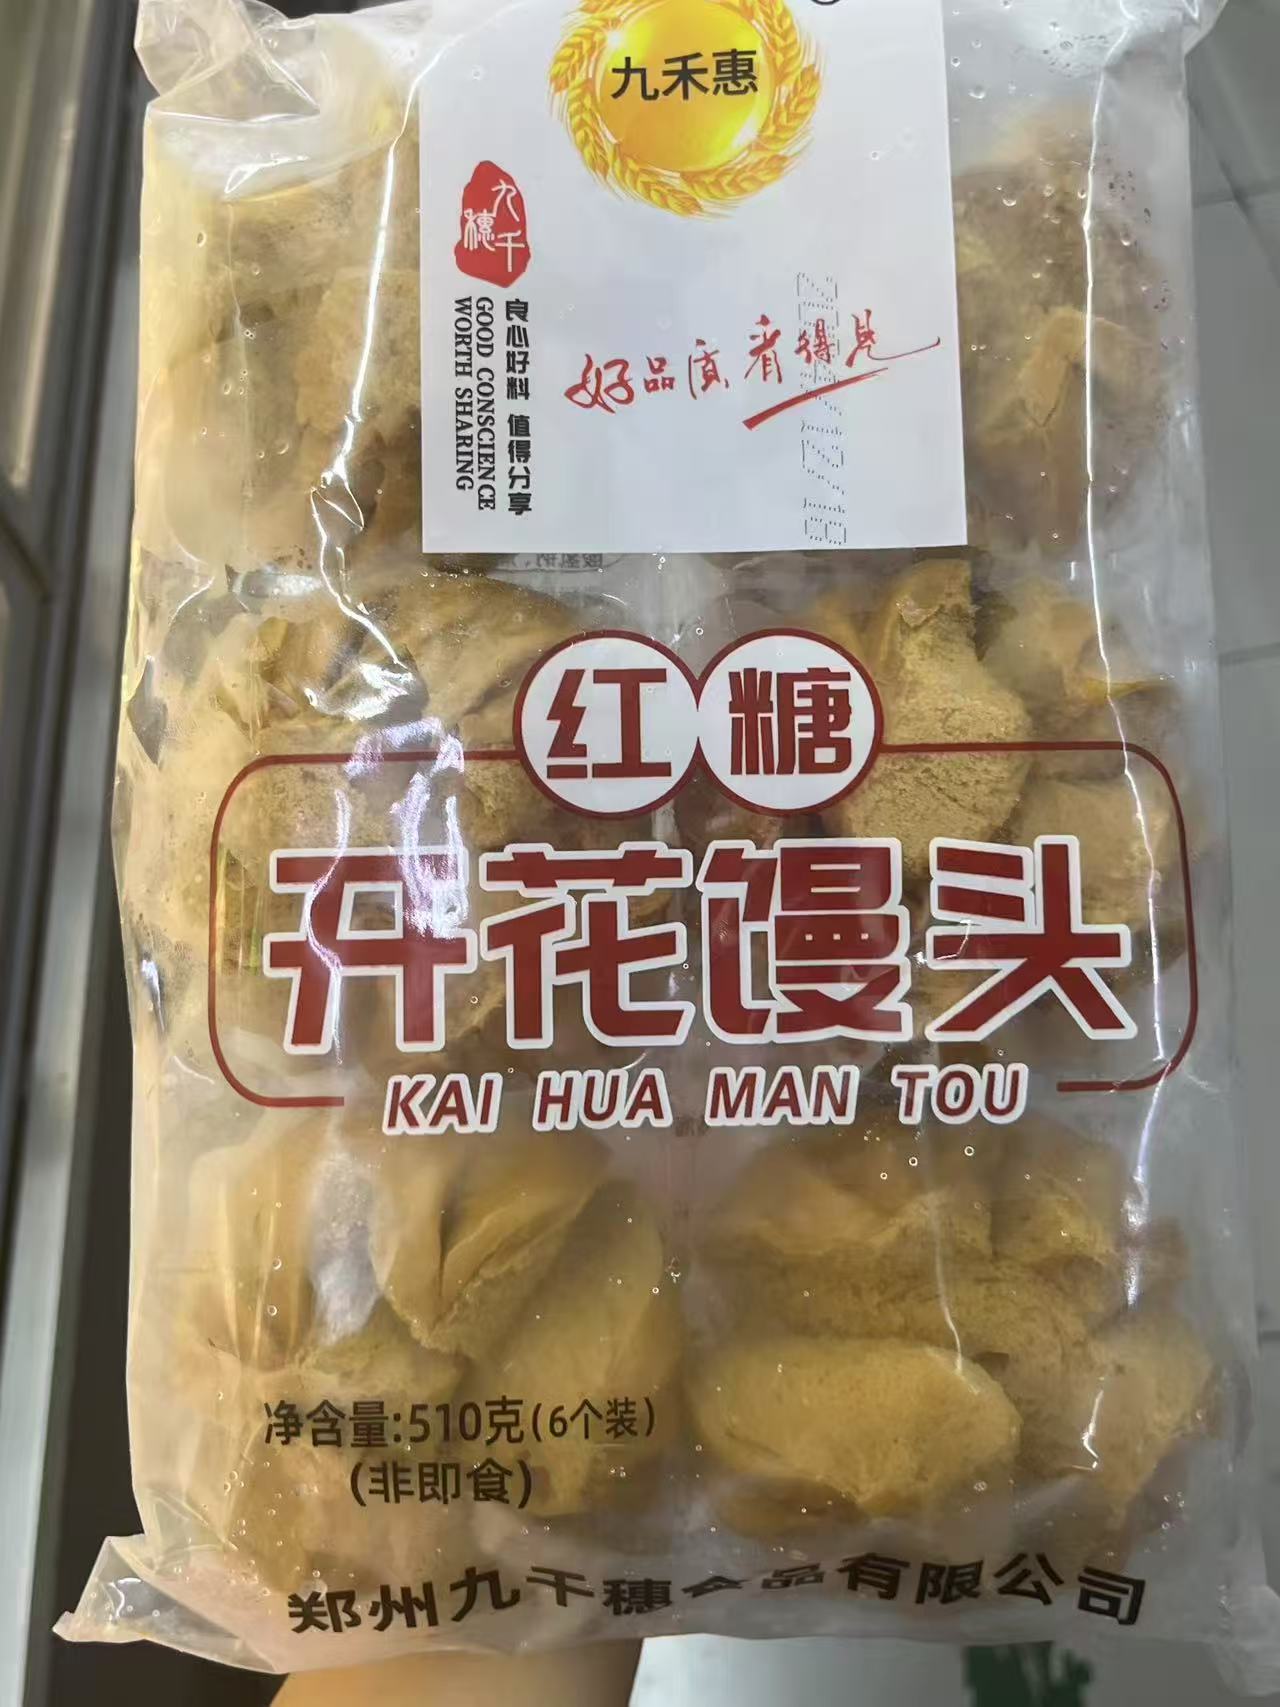 九禾惠
九千穗
良心好料 值得分享
GOOD CONSCIENCE
WORTH SHARING
好品质看得见
红糖
开花馒头
KAI HUA MAN TOU
净含量:510克(6个装)
(非即食)
郑州九千穗食品有限公司